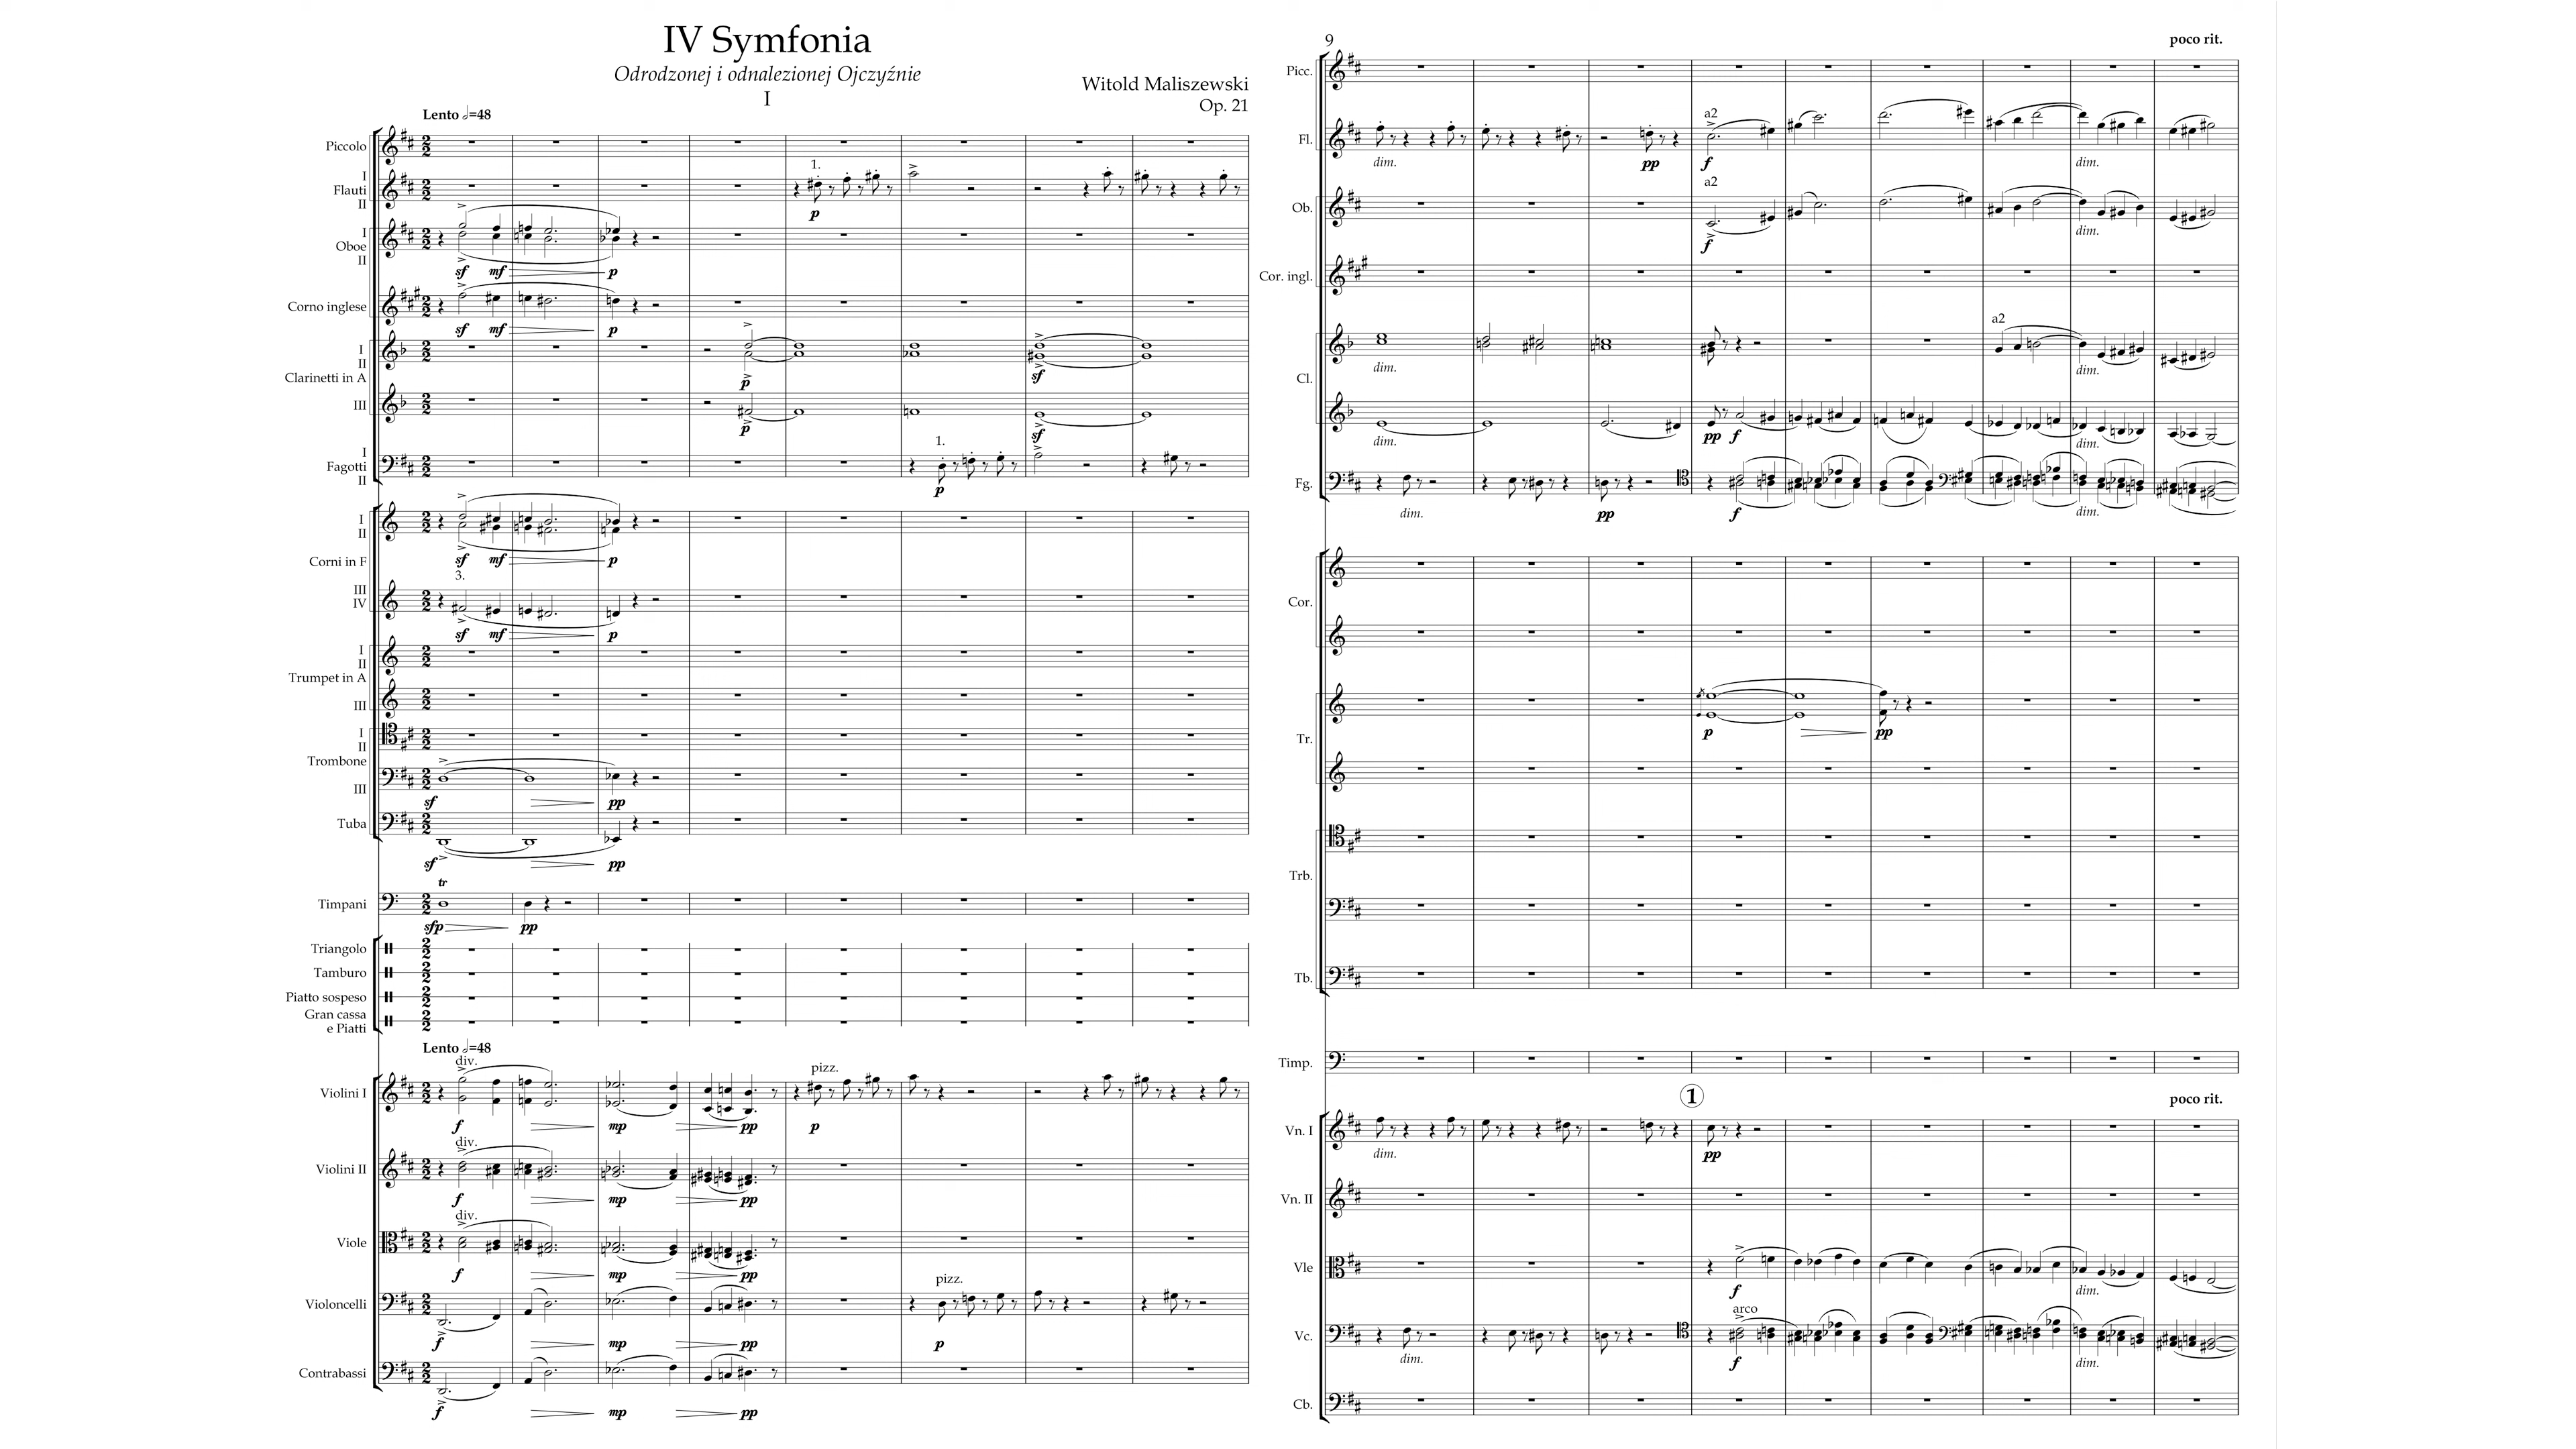 IV Symfonia
Odrodzonej i odnalezionej Ojczyźnie
I
Witold Maliszewski
Op. 21
Lento 𝅗𝅥=48
Piccolo
I
Flauti
II
1.
p
I
Oboe
II
sf mf p
Corno inglese
sf mf p
I
II
Clarinetti in A
p sf
III
p sf
I
Fagotti
II
1.
p
I
II
sf mf p
Corni in F
3.
III
IV
sf mf p
I
II
Trumpet in A
III
I
II
Trombone
III
sf pp
Tuba
sf pp
tr
Timpani
sfp pp
Triangolo
Tamburo
Piatto sospeso
Gran cassa
e Piatti
Lento 𝅗𝅥=48
div.
pizz.
Violini I
f mp pp p
div.
Violini II
f mp pp
div.
Viole
f mp pp
pizz.
Violoncelli
f mp pp p
Contrabassi
f mp pp
9
poco rit.
Picc.
a2
Fl.
dim. pp f dim.
a2
Ob.
f dim.
Cor. ingl.
a2
dim. dim.
Cl.
dim. pp f dim.
Fg.
dim. pp f dim.
Cor.
p pp
Tr.
Trb.
Tb.
Timp.
1
poco rit.
Vn. I
dim. pp
Vn. II
Vle
f dim.
arco
Vc.
dim. f dim.
Cb.